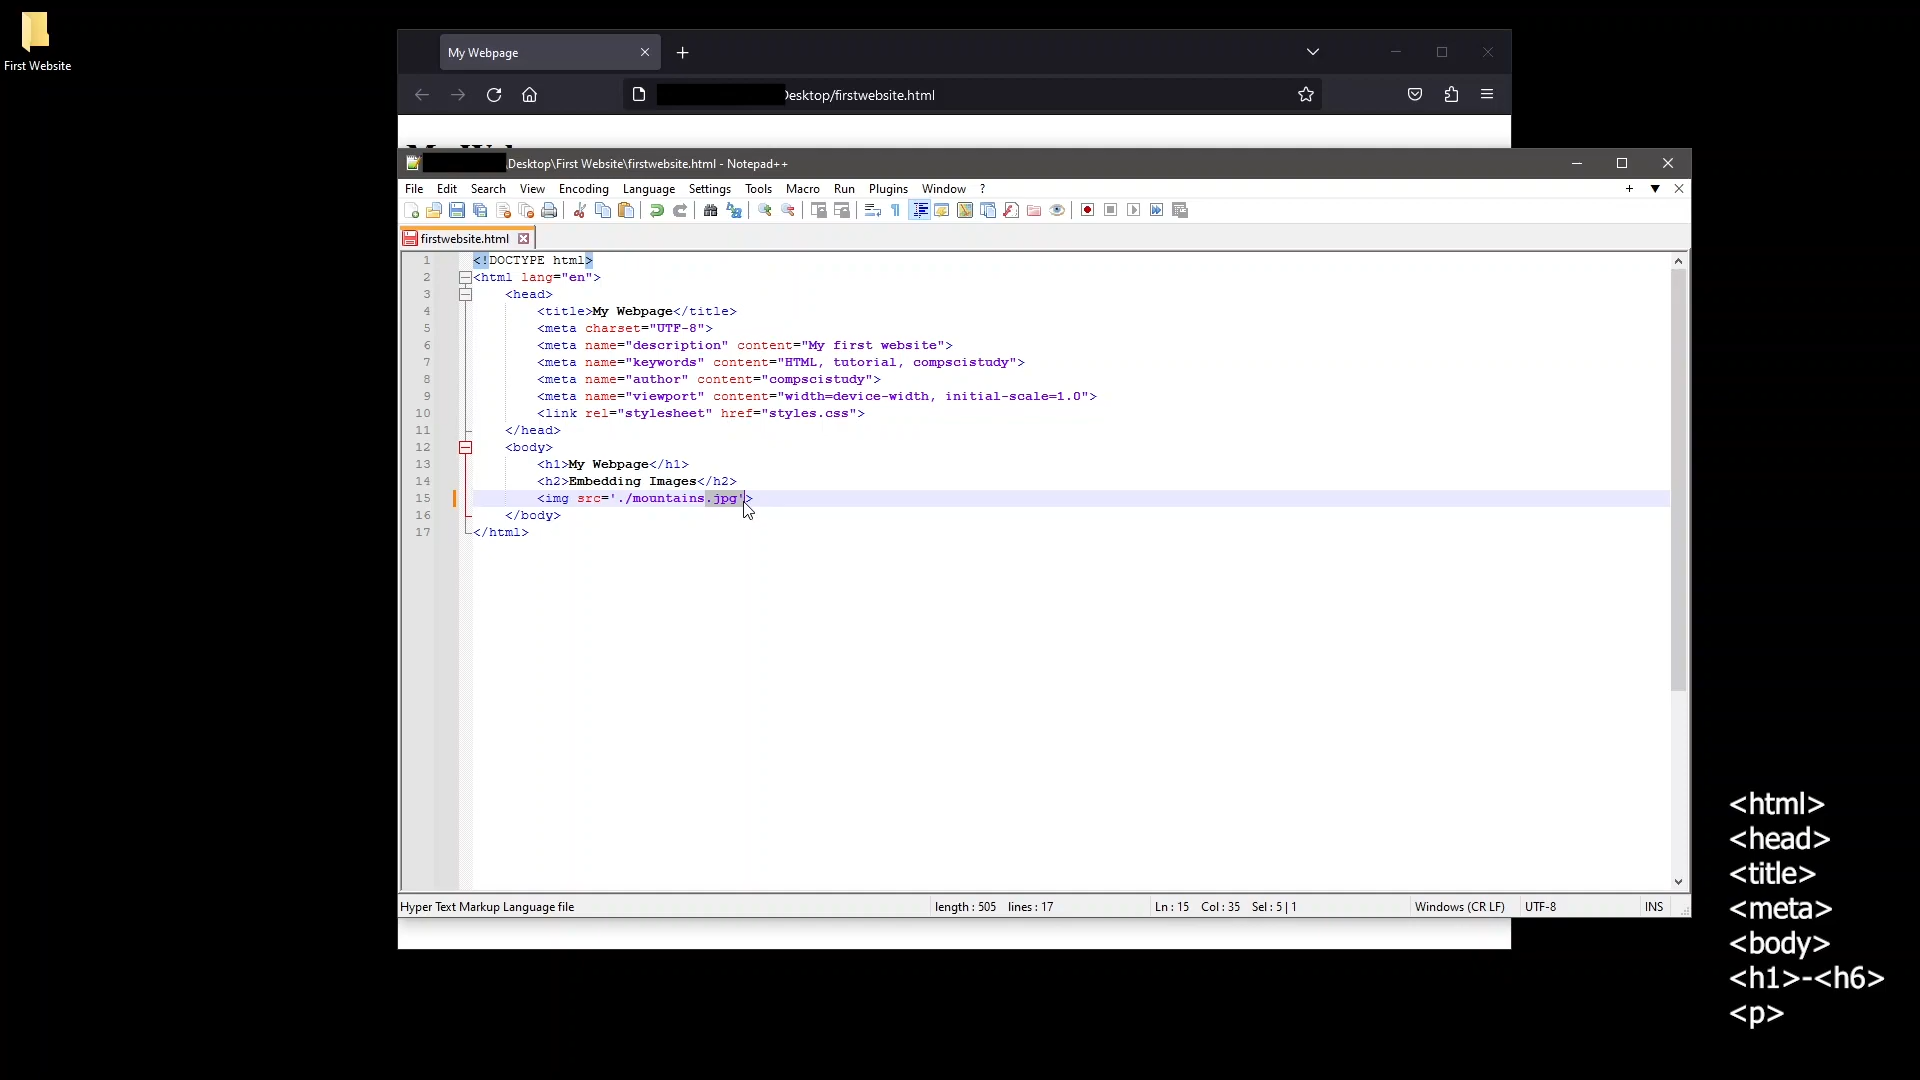 First Website
My Webpage
Desktop/firstwebsite.html
Desktop\First Website\firstwebsite.html - Notepad++
File Edit Search View Encoding Language Settings Tools Macro Run Plugins Window ?
firstwebsite.html
1 <!DOCTYPE html>
2 <html lang="en">
3 <head>
4 <title>My Webpage</title>
5 <meta charset="UTF-8">
6 <meta name="description" content="My first website">
7 <meta name="keywords" content="HTML, tutorial, compscistudy">
8 <meta name="author" content="compscistudy">
9 <meta name="viewport" content="width=device-width, initial-scale=1.0">
10 <link rel="stylesheet" href="styles.css">
11 </head>
12 <body>
13 <h1>My Webpage</h1>
14 <h2>Embedding Images</h2>
15 <img src='./mountains.jpg'>
16 </body>
17 </html>
Hyper Text Markup Language file length : 505 lines : 17 Ln : 15 Col : 35 Sel : 5 | 1 Windows (CR LF) UTF-8 INS
<html>
<head>
<title>
<meta>
<body>
<h1>-<h6>
<p>